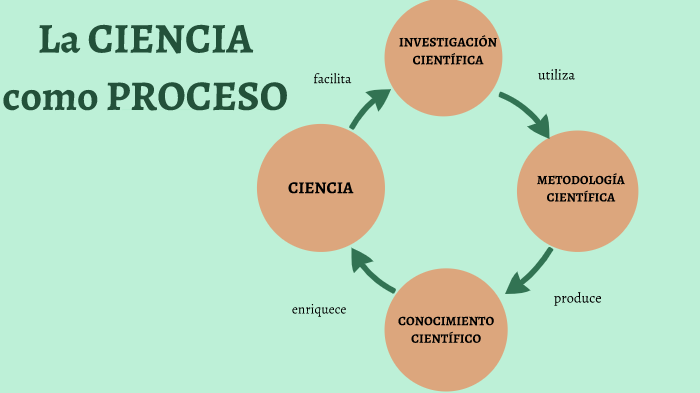 La CIENCIA
como PROCESO
INVESTIGACIÓN
CIENTÍFICA
facilita
utiliza
CIENCIA
METODOLOGÍA
CIENTÍFICA
enriquece
produce
CONOCIMIENTO
CIENTÍFICO